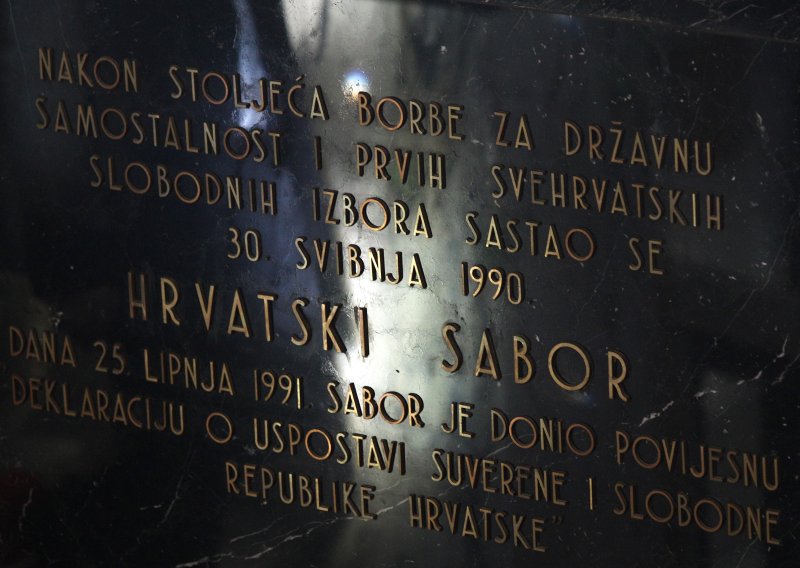 NAKON STOLJEĆA BORBE ZA DRŽAVNU
SAMOSTALNOST I PRVIH SVEHRVATSKIH
SLOBODNIH IZBORA SASTAO SE
30. SVIBNJA 1990
HRVATSKI SABOR
DANA 25. LIPNJA 1991. SABOR JE DONIO POVIJESNU
DEKLARACIJU O USPOSTAVI SUVERENE I SLOBODNE
REPUBLIKE HRVATSKE"